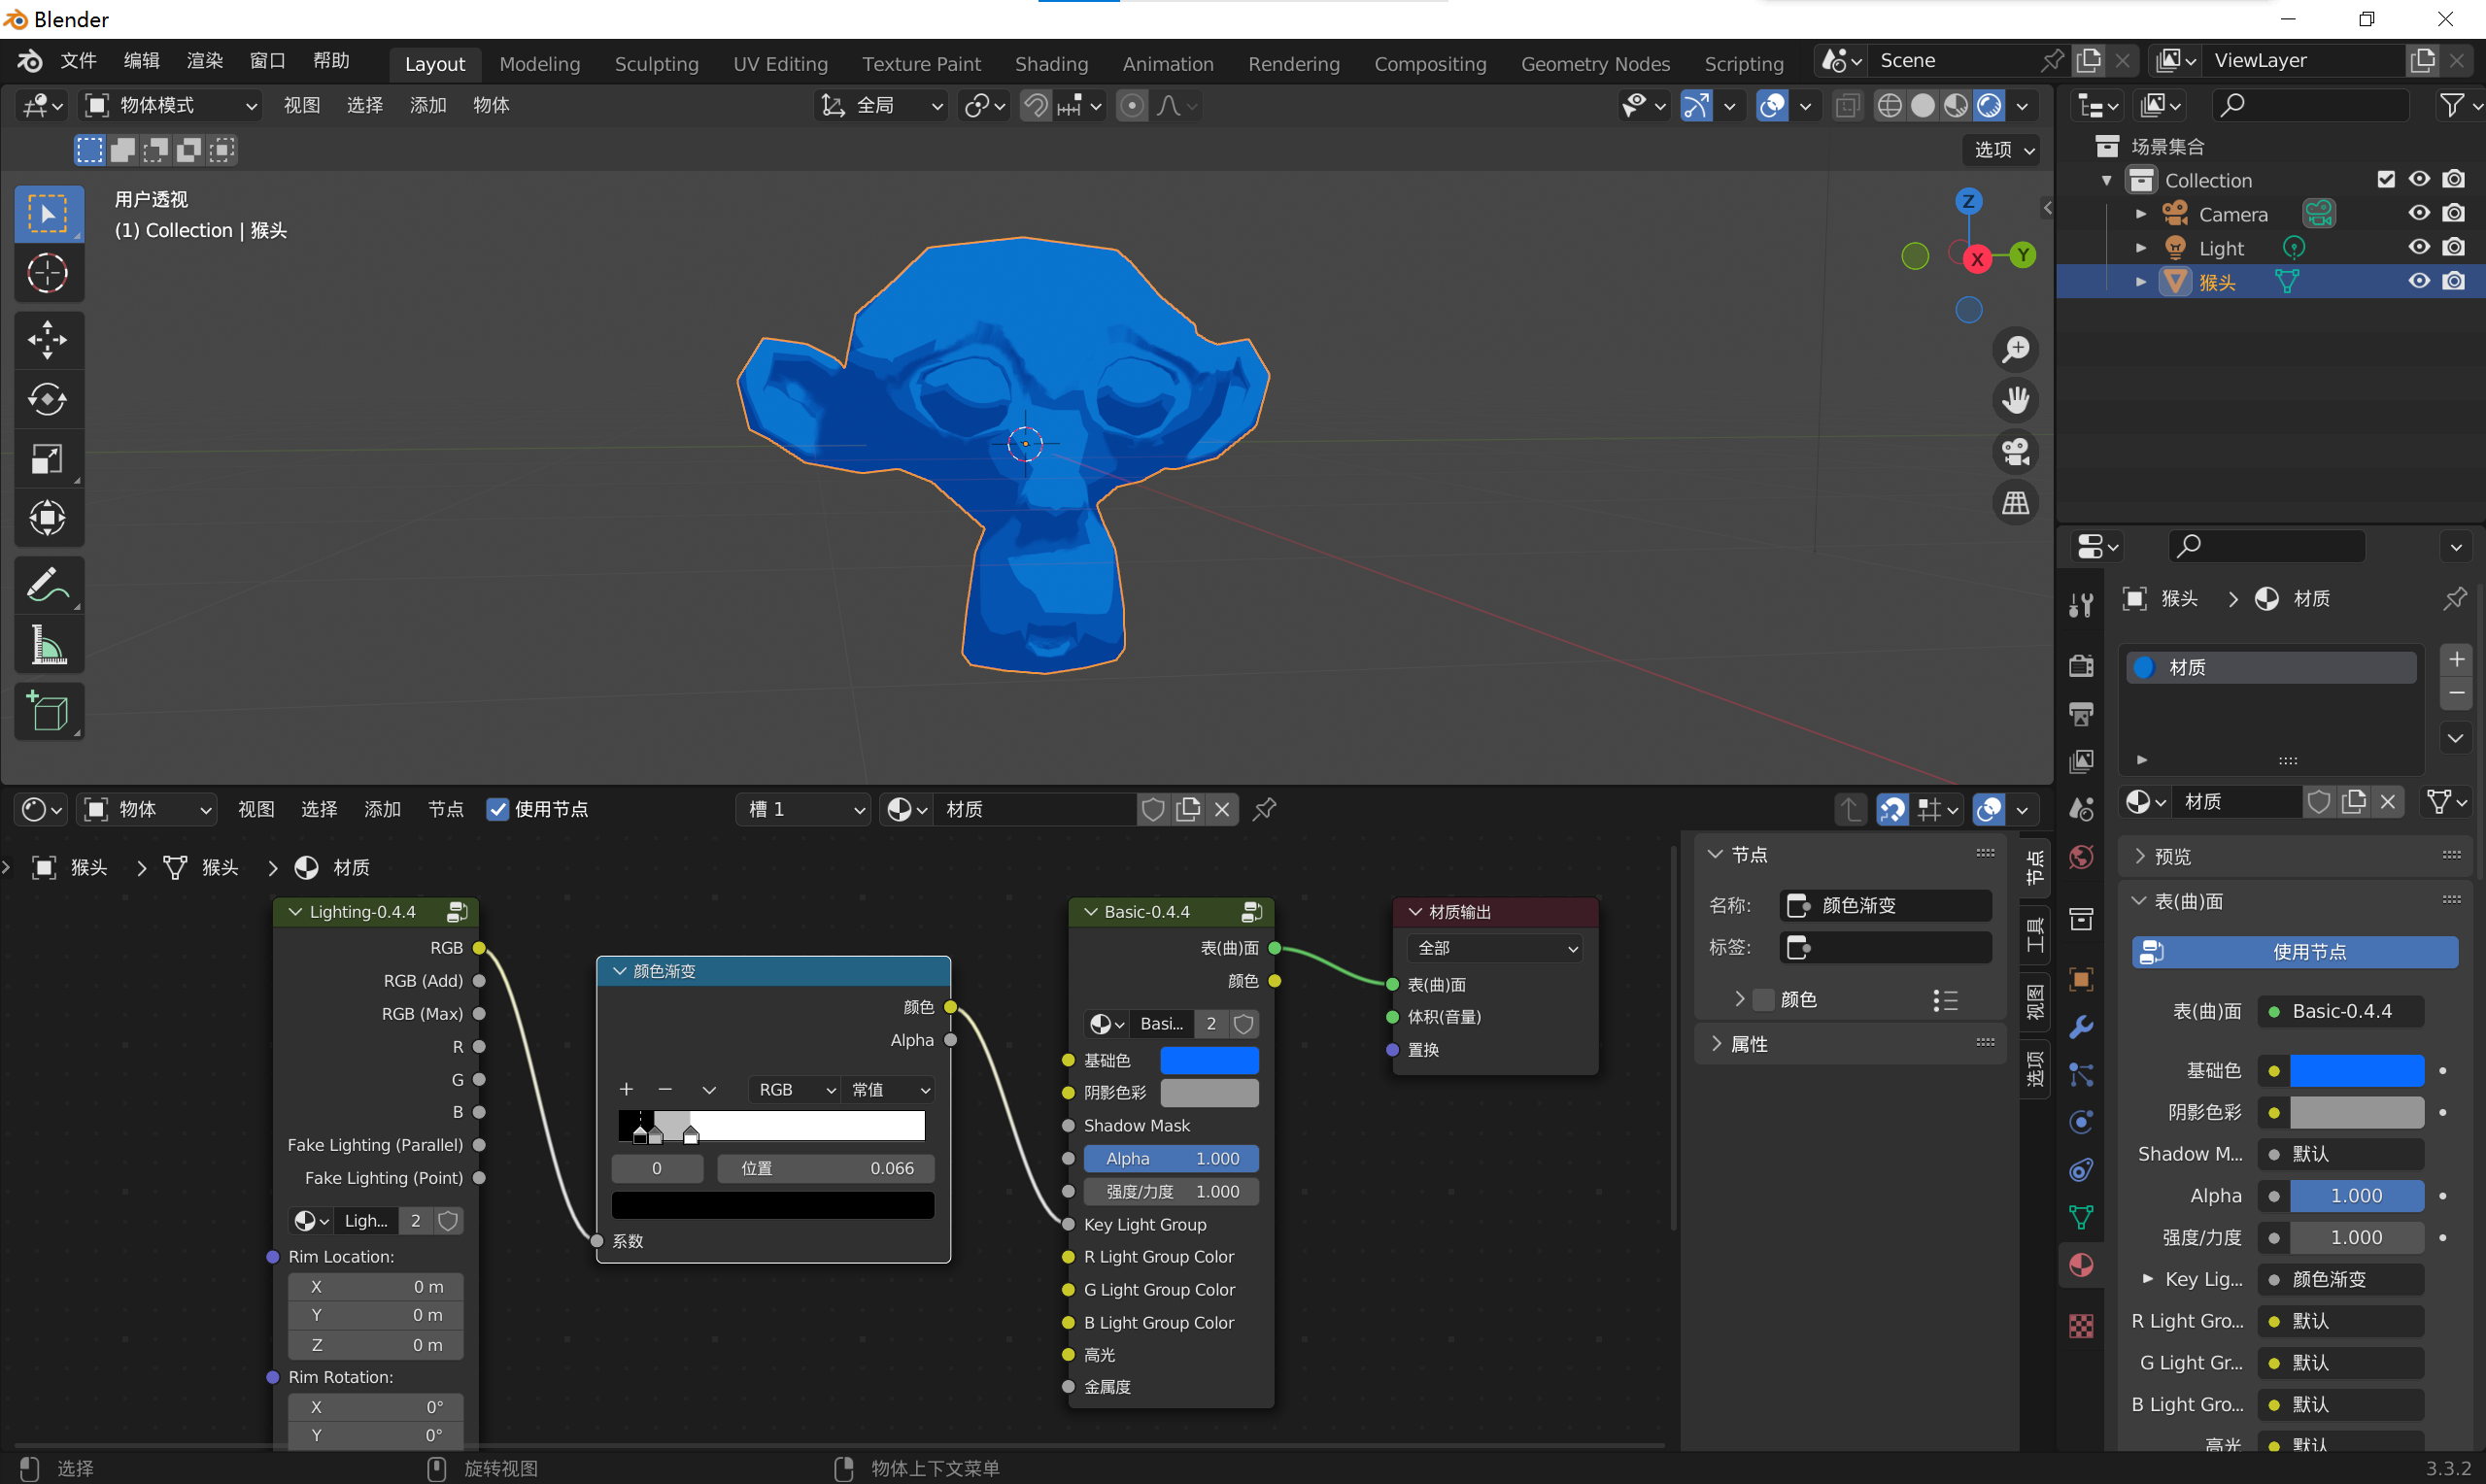 Blender
文件 编辑 渲染 窗口 帮助 Layout Modeling Sculpting UV Editing Texture Paint Shading Animation Rendering Compositing Geometry Nodes Scripting Scene ViewLayer
物体模式 视图 选择 添加 物体 全局
选项
用户透视
(1) Collection | 猴头
Z
Y
X
场景集合
Collection
Camera
Light
猴头
猴头 材质
材质
材质
预览
表(曲)面
使用节点
表(曲)面 Basic-0.4.4
基础色
阴影色彩
Shadow M... 默认
Alpha 1.000
强度/力度 1.000
Key Lig... 颜色渐变
R Light Gro... 默认
G Light Gr... 默认
B Light Gro... 默认
高光 默认
物体 视图 选择 添加 节点 使用节点 槽 1 材质
猴头 猴头 材质
Lighting-0.4.4
RGB
RGB (Add)
RGB (Max)
R
G
B
Fake Lighting (Parallel)
Fake Lighting (Point)
Ligh... 2
Rim Location:
X 0 m
Y 0 m
Z 0 m
Rim Rotation:
X 0°
Y 0°
颜色渐变
颜色
Alpha
RGB 常值
0 位置 0.066
系数
Basic-0.4.4
表(曲)面
颜色
Basi... 2
基础色
阴影色彩
Shadow Mask
Alpha 1.000
强度/力度 1.000
Key Light Group
R Light Group Color
G Light Group Color
B Light Group Color
高光
金属度
材质输出
全部
表(曲)面
体积(音量)
置换
节点
名称: 颜色渐变
标签:
颜色
属性
节点
工具
视图
选项
选择 旋转视图 物体上下文菜单 3.3.2